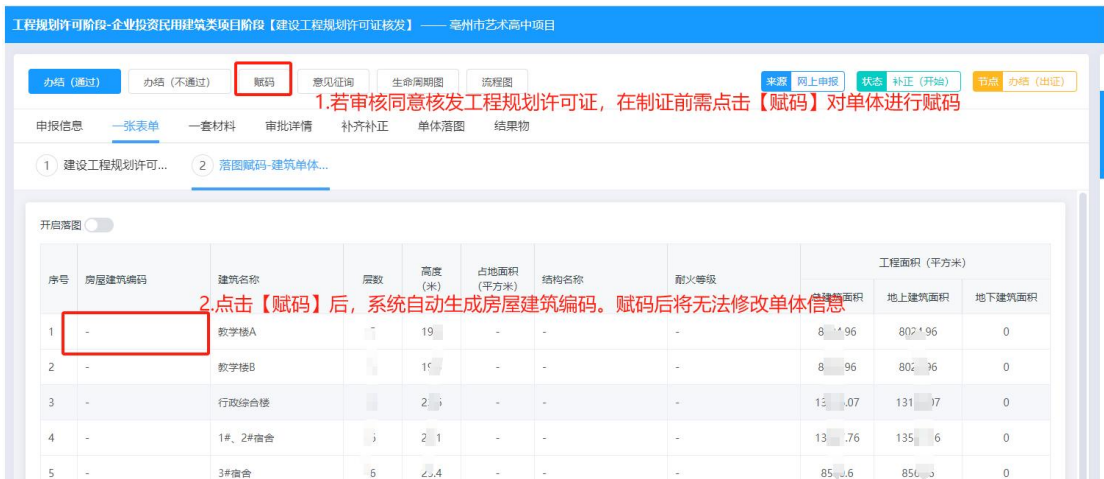 工程规划许可阶段-企业投资民用建筑类项目阶段【建设工程规划许可证核发】 —— 亳州市艺术高中项目
办结（通过） 办结（不通过） 赋码 意见征询 生命周期图 流程图 来源 网上申报 状态 补正（开始） 节点 办结（出证）
1.若审核同意核发工程规划许可证，在制证前需点击【赋码】对单体进行赋码
申报信息 一张表单 一套材料 审批详情 补齐补正 单体落图 结果物
1 建设工程规划许可... 2 落图赋码-建筑单体...
开启落图
工程面积（平方米）
序号 房屋建筑编码 建筑名称 层数 高度（米） 占地面积（平方米） 结构名称 耐火等级 总建筑面积 地上建筑面积 地下建筑面积
2.点击【赋码】后，系统自动生成房屋建筑编码。赋码后将无法修改单体信息
1 - 教学楼A - - - 0
2 - 教学楼B - - - 0
3 - 行政综合楼 - - - 0
4 - 1#、2#宿舍 - - - 0
5 - 3#宿舍 - - - 0